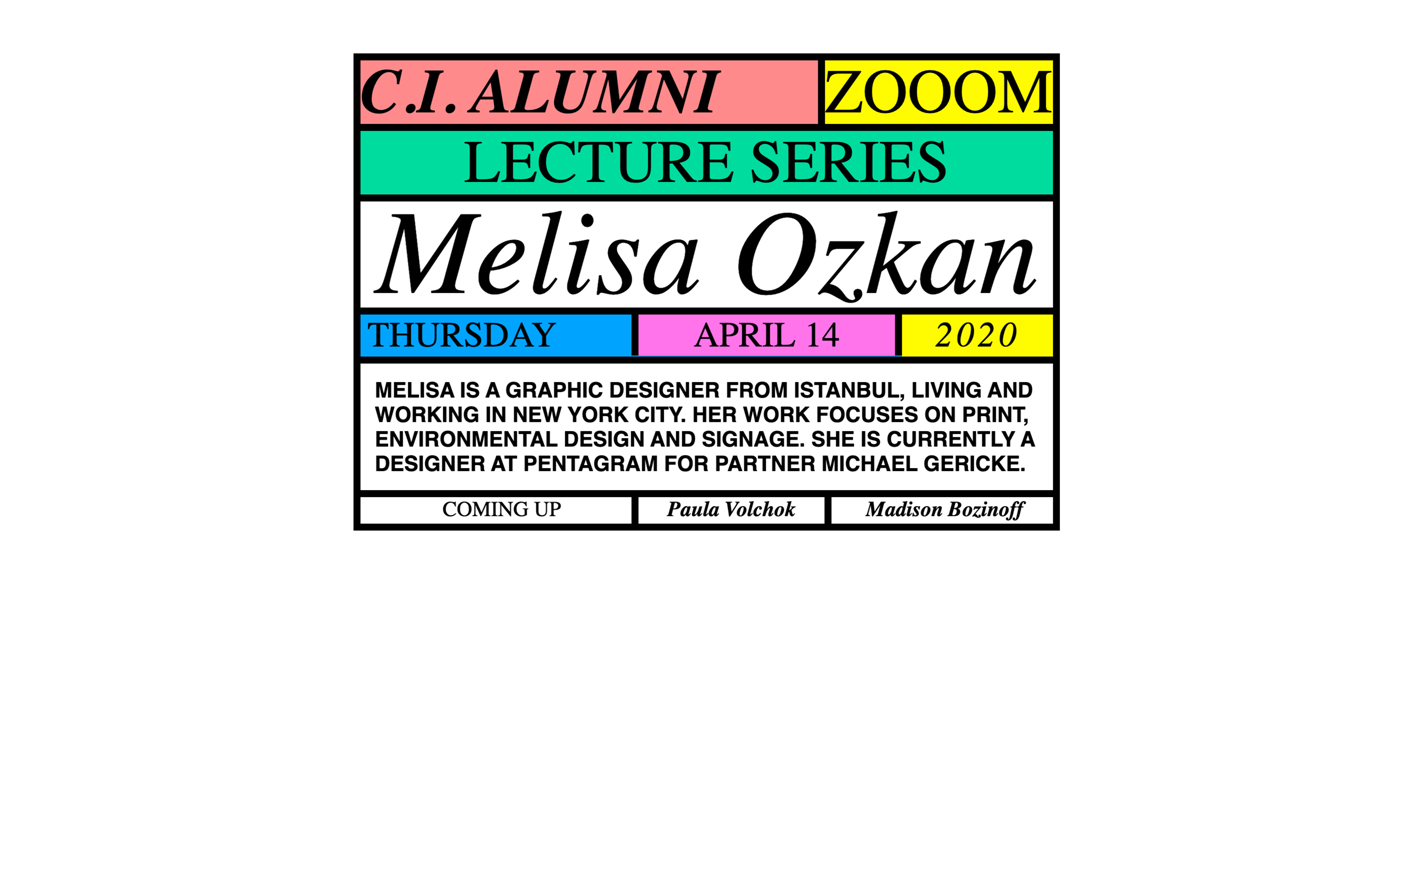 C.I. ALUMNI ZOOOM
LECTURE SERIES
Melisa Ozkan
THURSDAY APRIL 14 2020
MELISA IS A GRAPHIC DESIGNER FROM ISTANBUL, LIVING AND
WORKING IN NEW YORK CITY. HER WORK FOCUSES ON PRINT,
ENVIRONMENTAL DESIGN AND SIGNAGE. SHE IS CURRENTLY A
DESIGNER AT PENTAGRAM FOR PARTNER MICHAEL GERICKE.
COMING UP Paula Volchok Madison Bozinoff